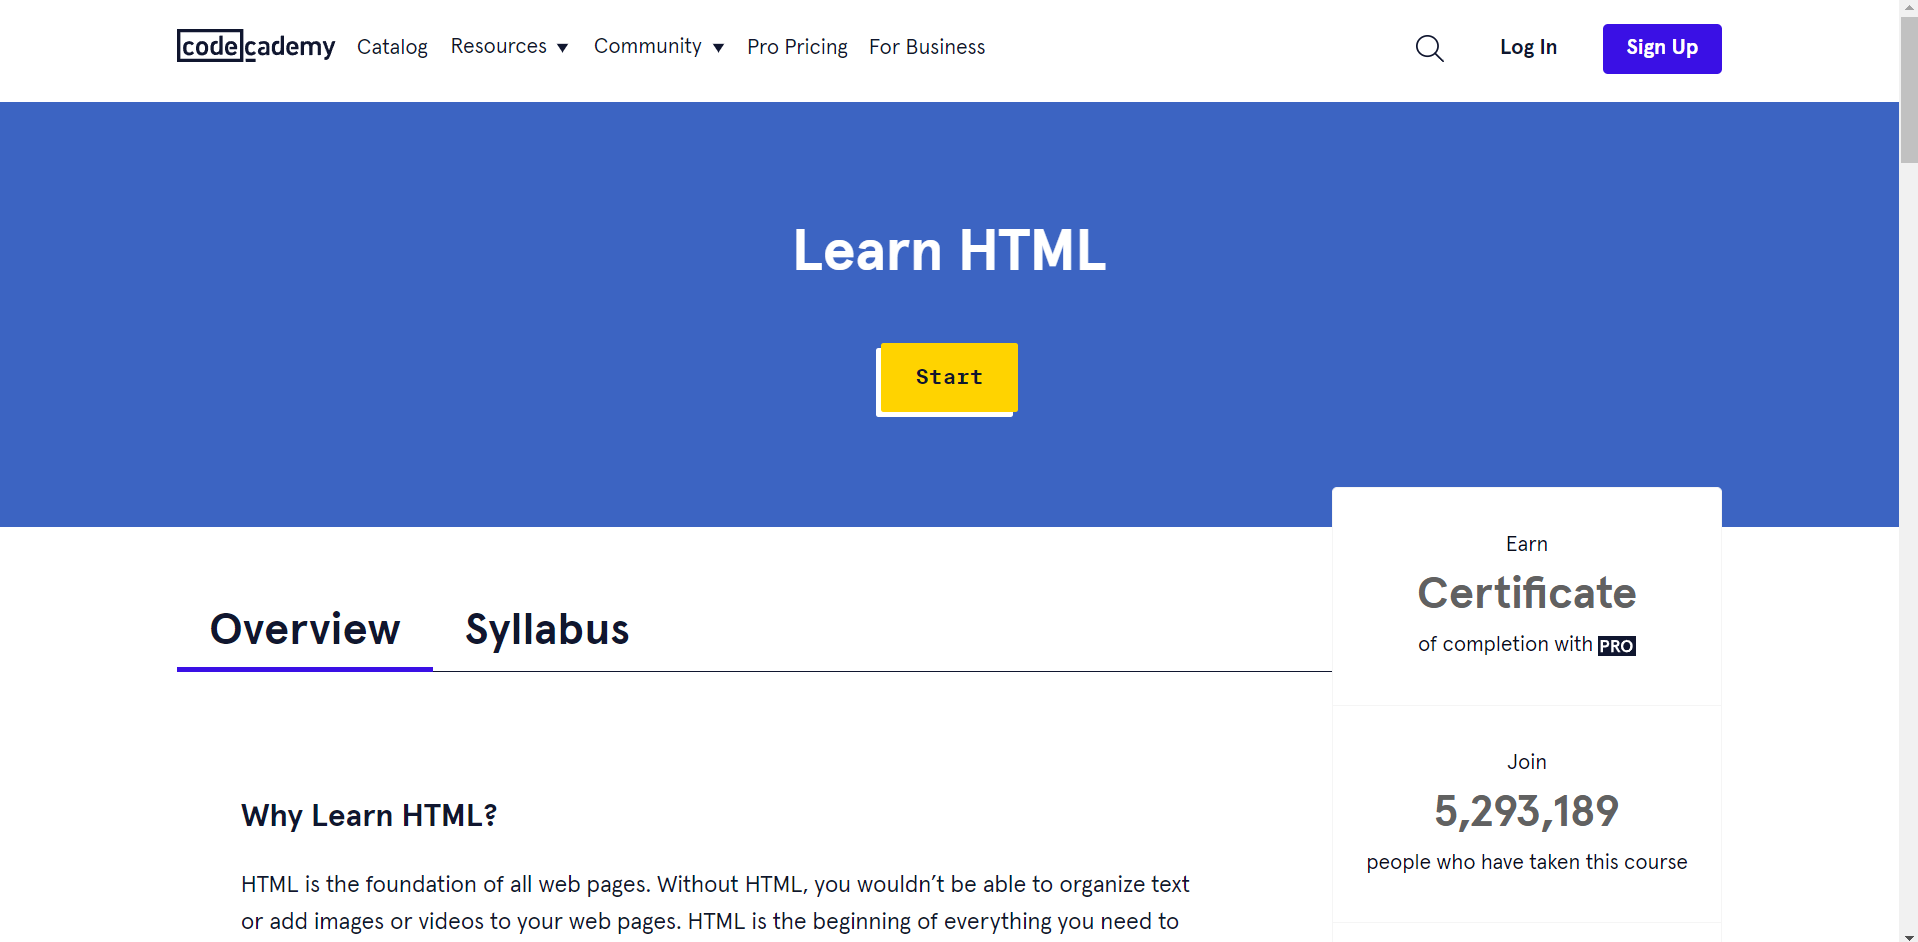 codecademy Catalog Resources Community Pro Pricing For Business Log In Sign Up
Learn HTML
Start
Earn
Certificate
of completion with PRO
Overview Syllabus
Join
5,293,189
people who have taken this course
Why Learn HTML?
HTML is the foundation of all web pages. Without HTML, you wouldn’t be able to organize text
or add images or videos to your web pages. HTML is the beginning of everything you need to